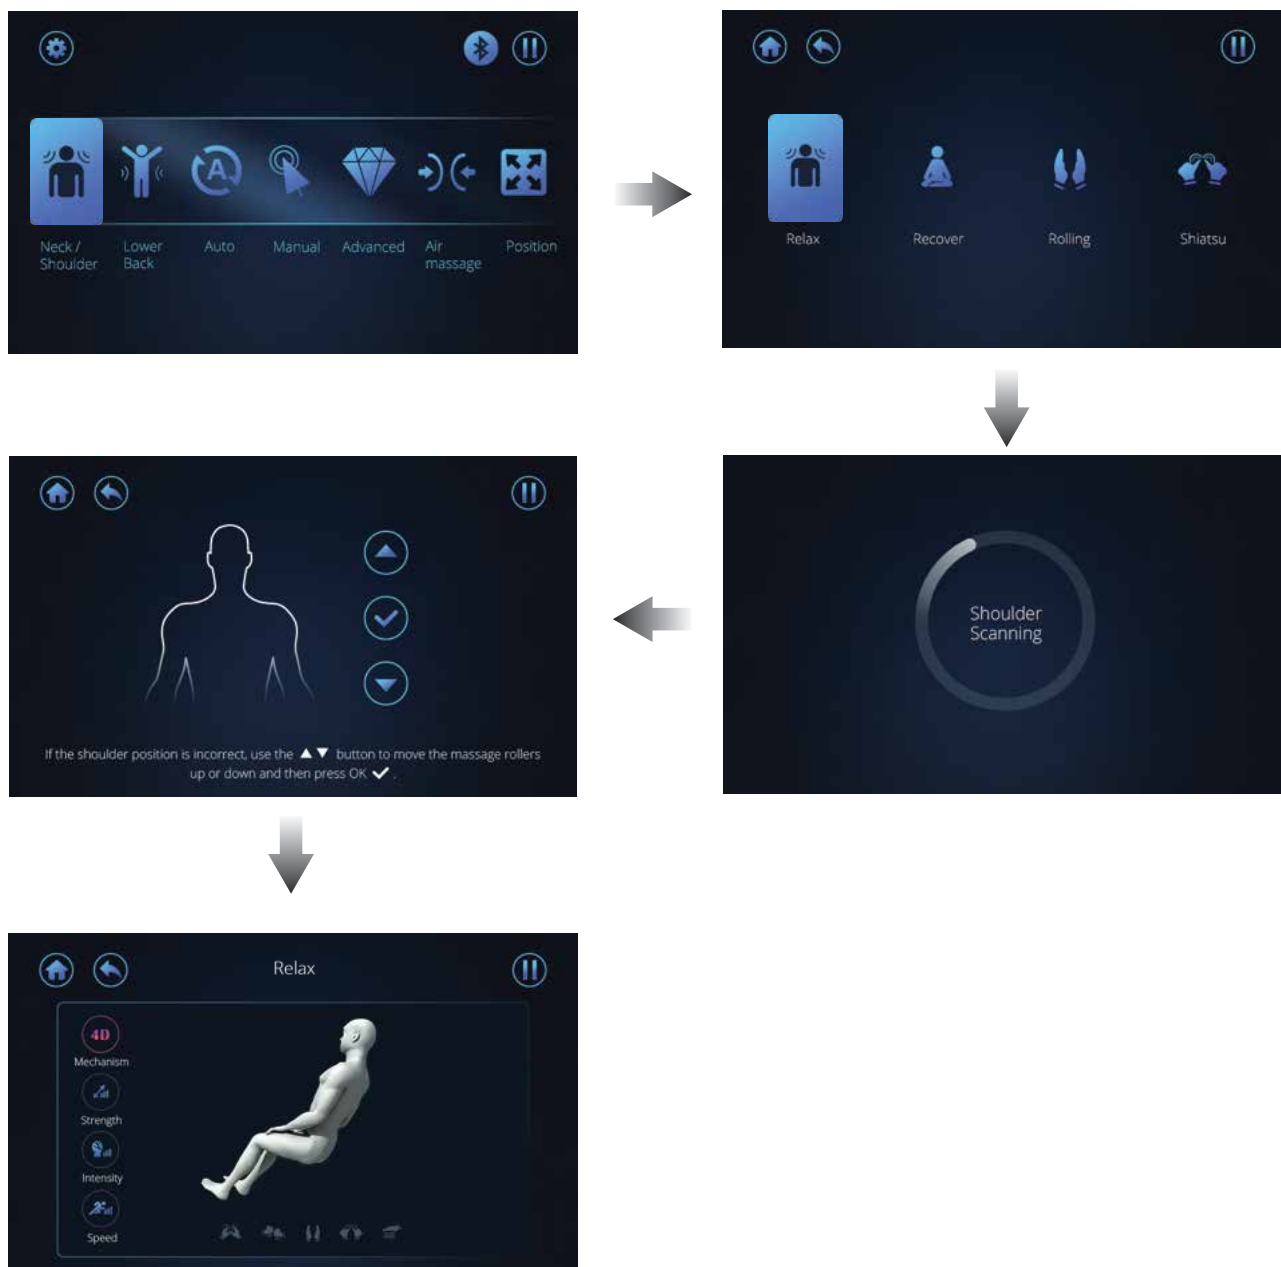 A
Neck /
Shoulder
Lower
Back
Auto
Manual
Advanced
Air
massage
Position
Relax
Recover
Rolling
Shiatsu
Shoulder
Scanning
If the shoulder position is incorrect, use the ▲▼ button to move the massage rollers
up or down and then press OK ✔ .
Relax
4D
Mechanism
Strength
Intensity
Speed